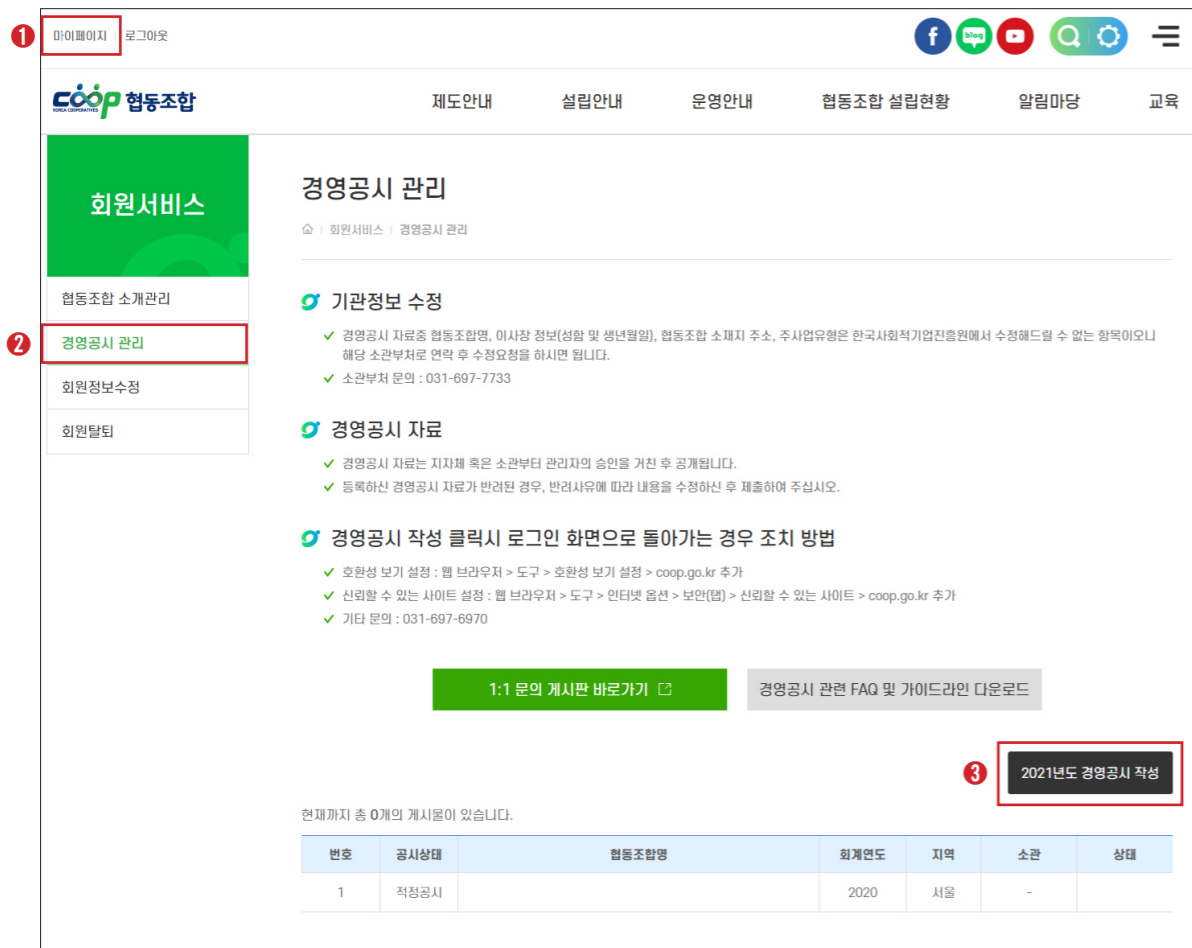 ❶ 마이페이지 로그아웃
f blog
COOP 협동조합
KOREA COOPERATIVES
제도안내 설립안내 운영안내 협동조합 설립현황 알림마당 교육
회원서비스
협동조합 소개관리
❷ 경영공시 관리
회원정보수정
회원탈퇴
경영공시 관리
회원서비스 경영공시 관리
기관정보 수정
경영공시 자료중 협동조합명, 이사장 정보(성함 및 생년월일), 협동조합 소재지 주소, 주사업유형은 한국사회적기업진흥원에서 수정해드릴 수 없는 항목이오니
해당 소관부처로 연락 후 수정요청을 하시면 됩니다.
소관부처 문의 : 031-697-7733
경영공시 자료
경영공시 자료는 지자체 혹은 소관부터 관리자의 승인을 거친 후 공개됩니다.
등록하신 경영공시 자료가 반려된 경우, 반려사유에 따라 내용을 수정하신 후 제출하여 주십시오.
경영공시 작성 클릭시 로그인 화면으로 돌아가는 경우 조치 방법
호환성 보기 설정 : 웹 브라우저 > 도구 > 호환성 보기 설정 > coop.go.kr 추가
신뢰할 수 있는 사이트 설정 : 웹 브라우저 > 도구 > 인터넷 옵션 > 보안(탭) > 신뢰할 수 있는 사이트 > coop.go.kr 추가
기타 문의 : 031-697-6970
1:1 문의 게시판 바로가기 경영공시 관련 FAQ 및 가이드라인 다운로드
❸ 2021년도 경영공시 작성
현재까지 총 0개의 게시물이 있습니다.
번호 공시상태 협동조합명 회계연도 지역 소관 상태
1 적정공시 2020 서울 -